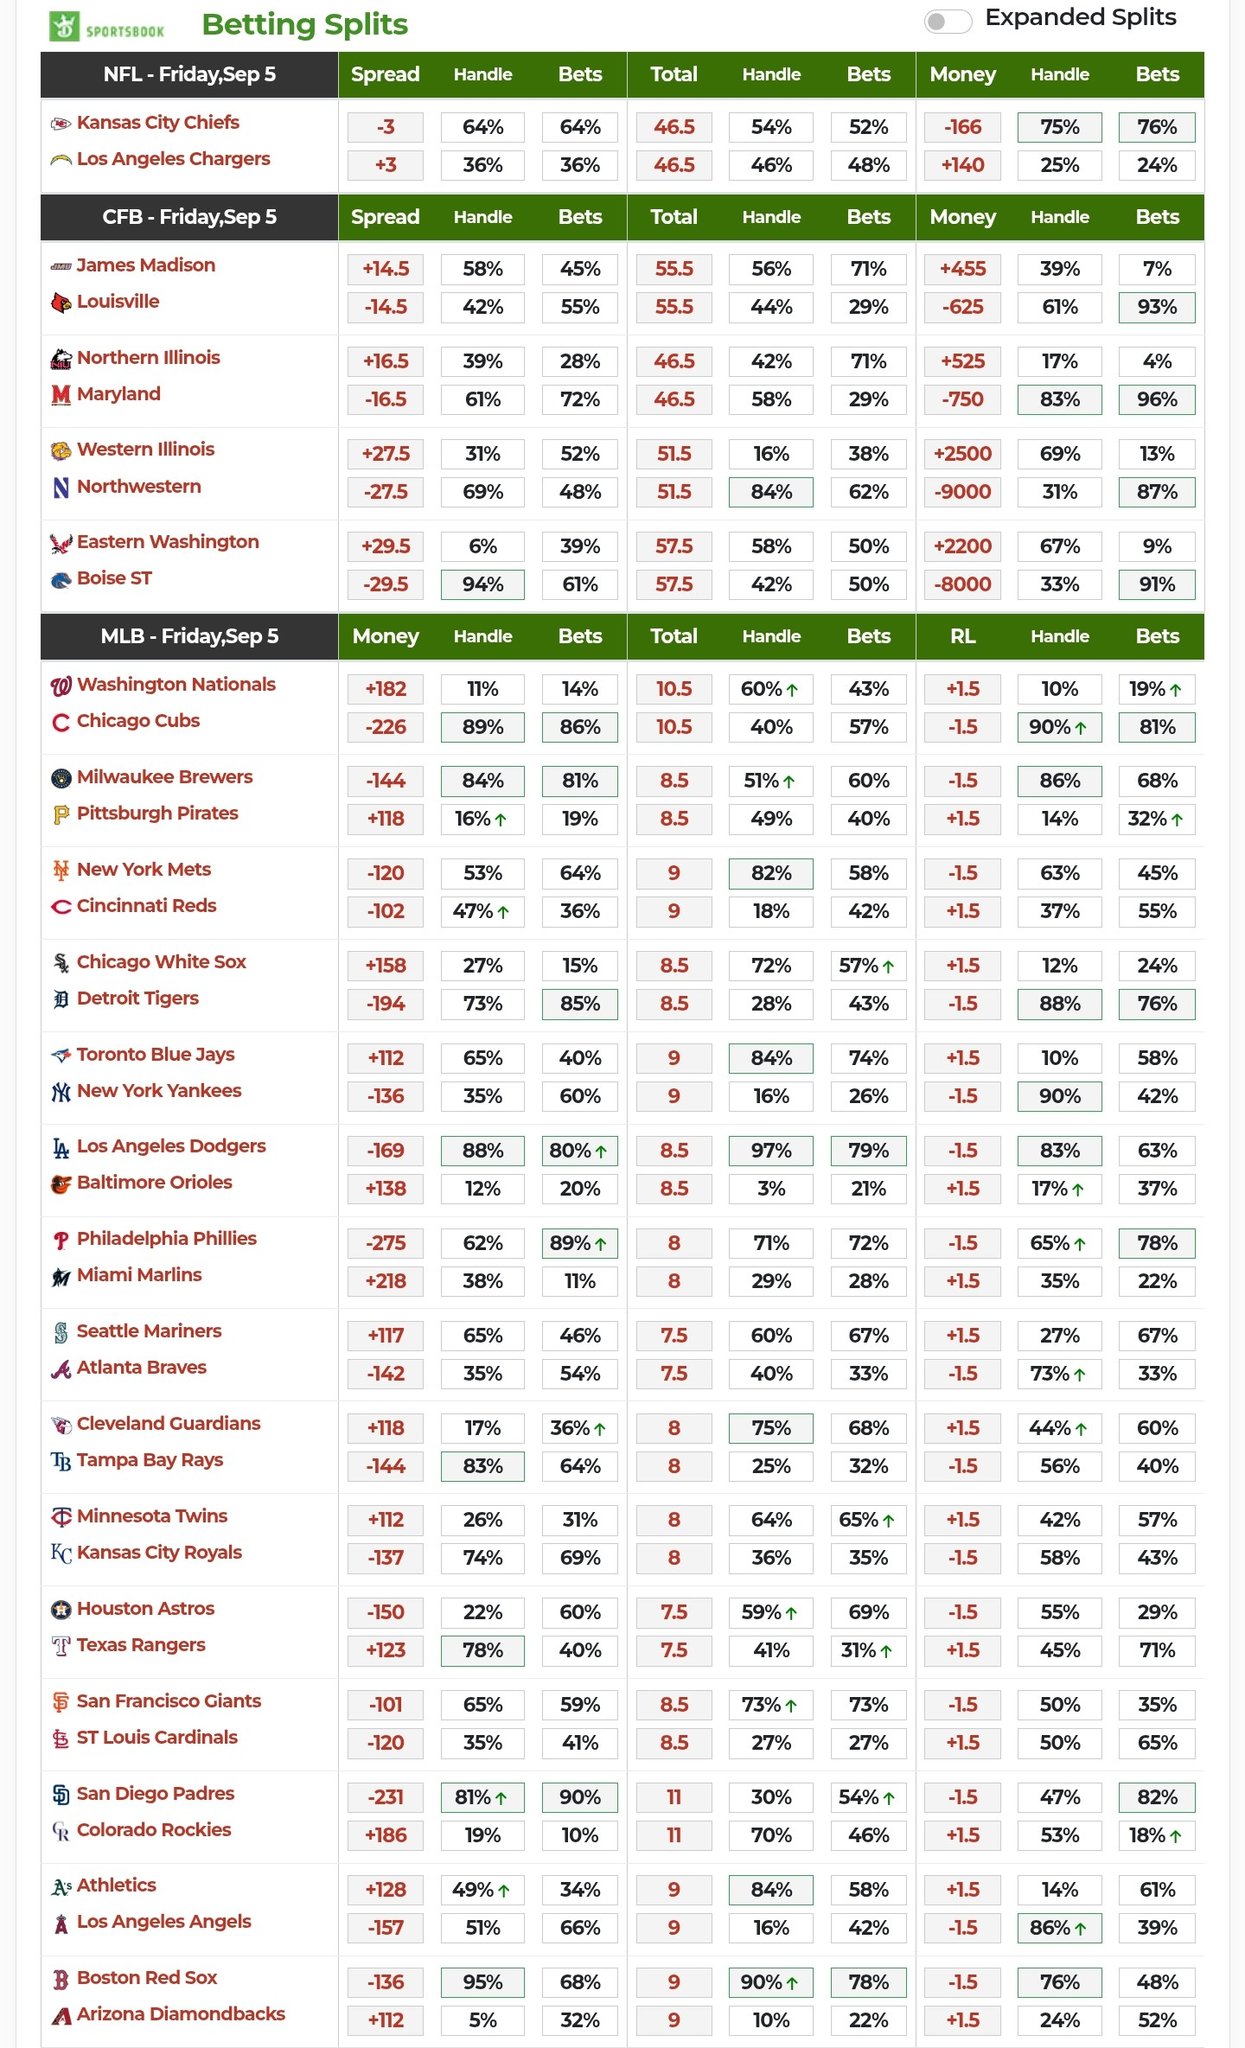 SPORTSBOOK Betting Splits Expanded Splits
NFL - Friday,Sep 5 Spread Handle Bets Total Handle Bets Money Handle Bets
Kansas City Chiefs -3 64% 64% 46.5 54% 52% -166 75% 76%
Los Angeles Chargers +3 36% 36% 46.5 46% 48% +140 25% 24%
CFB - Friday,Sep 5 Spread Handle Bets Total Handle Bets Money Handle Bets
James Madison +14.5 58% 45% 55.5 56% 71% +455 39% 7%
Louisville -14.5 42% 55% 55.5 44% 29% -625 61% 93%
Northern Illinois +16.5 39% 28% 46.5 42% 71% +525 17% 4%
Maryland -16.5 61% 72% 46.5 58% 29% -750 83% 96%
Western Illinois +27.5 31% 52% 51.5 16% 38% +2500 69% 13%
Northwestern -27.5 69% 48% 51.5 84% 62% -9000 31% 87%
Eastern Washington +29.5 6% 39% 57.5 58% 50% +2200 67% 9%
Boise ST -29.5 94% 61% 57.5 42% 50% -8000 33% 91%
MLB - Friday,Sep 5 Money Handle Bets Total Handle Bets RL Handle Bets
Washington Nationals +182 11% 14% 10.5 60% ↑ 43% +1.5 10% 19% ↑
Chicago Cubs -226 89% 86% 10.5 40% 57% -1.5 90% ↑ 81%
Milwaukee Brewers -144 84% 81% 8.5 51% ↑ 60% -1.5 86% 68%
Pittsburgh Pirates +118 16% ↑ 19% 8.5 49% 40% +1.5 14% 32% ↑
New York Mets -120 53% 64% 9 82% 58% -1.5 63% 45%
Cincinnati Reds -102 47% ↑ 36% 9 18% 42% +1.5 37% 55%
Chicago White Sox +158 27% 15% 8.5 72% 57% ↑ +1.5 12% 24%
Detroit Tigers -194 73% 85% 8.5 28% 43% -1.5 88% 76%
Toronto Blue Jays +112 65% 40% 9 84% 74% +1.5 10% 58%
New York Yankees -136 35% 60% 9 16% 26% -1.5 90% 42%
Los Angeles Dodgers -169 88% 80% ↑ 8.5 97% 79% -1.5 83% 63%
Baltimore Orioles +138 12% 20% 8.5 3% 21% +1.5 17% ↑ 37%
Philadelphia Phillies -275 62% 89% ↑ 8 71% 72% -1.5 65% ↑ 78%
Miami Marlins +218 38% 11% 8 29% 28% +1.5 35% 22%
Seattle Mariners +117 65% 46% 7.5 60% 67% +1.5 27% 67%
Atlanta Braves -142 35% 54% 7.5 40% 33% -1.5 73% ↑ 33%
Cleveland Guardians +118 17% 36% ↑ 8 75% 68% +1.5 44% ↑ 60%
Tampa Bay Rays -144 83% 64% 8 25% 32% -1.5 56% 40%
Minnesota Twins +112 26% 31% 8 64% 65% ↑ +1.5 42% 57%
Kansas City Royals -137 74% 69% 8 36% 35% -1.5 58% 43%
Houston Astros -150 22% 60% 7.5 59% ↑ 69% -1.5 55% 29%
Texas Rangers +123 78% 40% 7.5 41% 31% ↑ +1.5 45% 71%
San Francisco Giants -101 65% 59% 8.5 73% ↑ 73% -1.5 50% 35%
ST Louis Cardinals -120 35% 41% 8.5 27% 27% +1.5 50% 65%
San Diego Padres -231 81% ↑ 90% 11 30% 54% ↑ -1.5 47% 82%
Colorado Rockies +186 19% 10% 11 70% 46% +1.5 53% 18% ↑
Athletics +128 49% ↑ 34% 9 84% 58% +1.5 14% 61%
Los Angeles Angels -157 51% 66% 9 16% 42% -1.5 86% ↑ 39%
Boston Red Sox -136 95% 68% 9 90% ↑ 78% -1.5 76% 48%
Arizona Diamondbacks +112 5% 32% 9 10% 22% +1.5 24% 52%